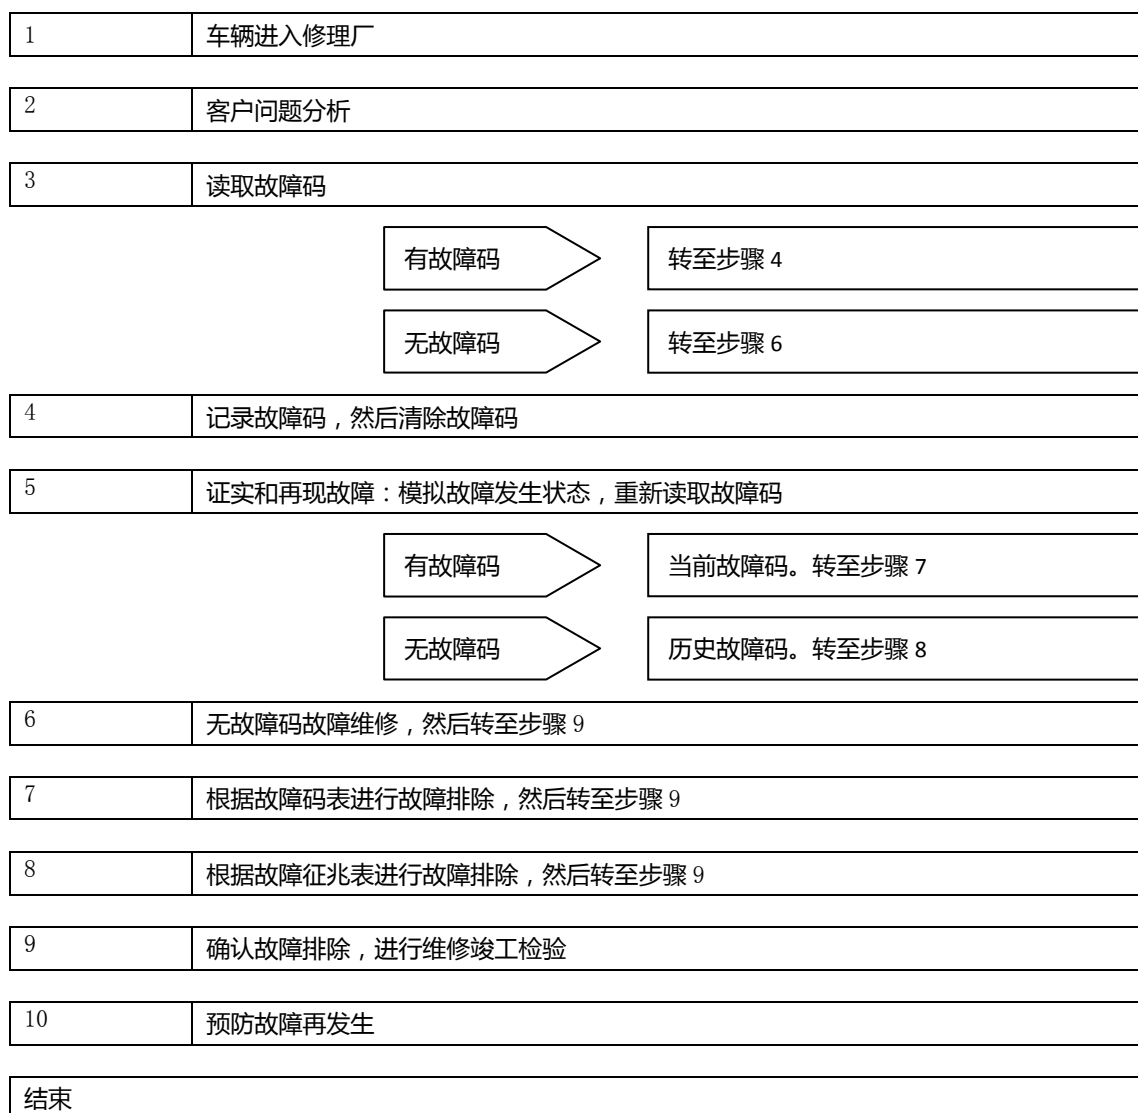 1 车辆进入修理厂
2 客户问题分析
3 读取故障码
有故障码 转至步骤 4
无故障码 转至步骤 6
4 记录故障码，然后清除故障码
5 证实和再现故障：模拟故障发生状态，重新读取故障码
有故障码 当前故障码。转至步骤 7
无故障码 历史故障码。转至步骤 8
6 无故障码故障维修，然后转至步骤 9
7 根据故障码表进行故障排除，然后转至步骤 9
8 根据故障征兆表进行故障排除，然后转至步骤 9
9 确认故障排除，进行维修竣工检验
10 预防故障再发生
结束